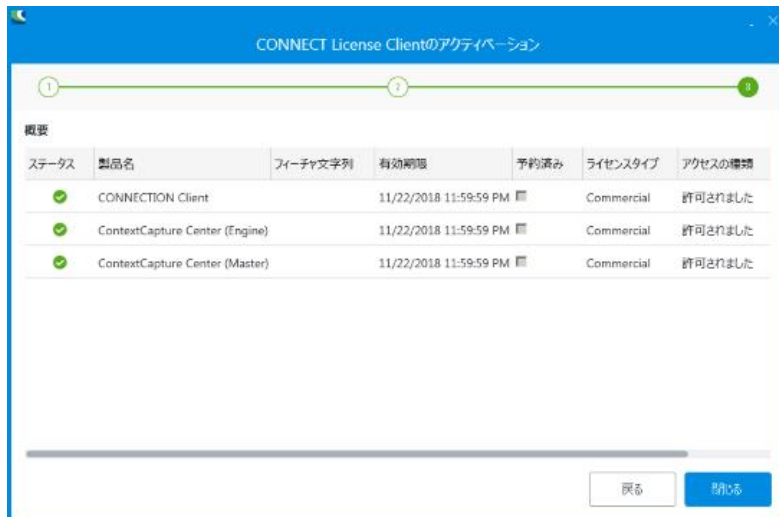 CONNECT License Clientのアクティベーション
1 2 3
概要
ステータス 製品名 フィーチャ文字列 有効期限 予約済み ライセンスタイプ アクセスの種類
CONNECTION Client 11/22/2018 11:59:59 PM Commercial 許可されました
ContextCapture Center (Engine) 11/22/2018 11:59:59 PM Commercial 許可されました
ContextCapture Center (Master) 11/22/2018 11:59:59 PM Commercial 許可されました
戻る 閉じる